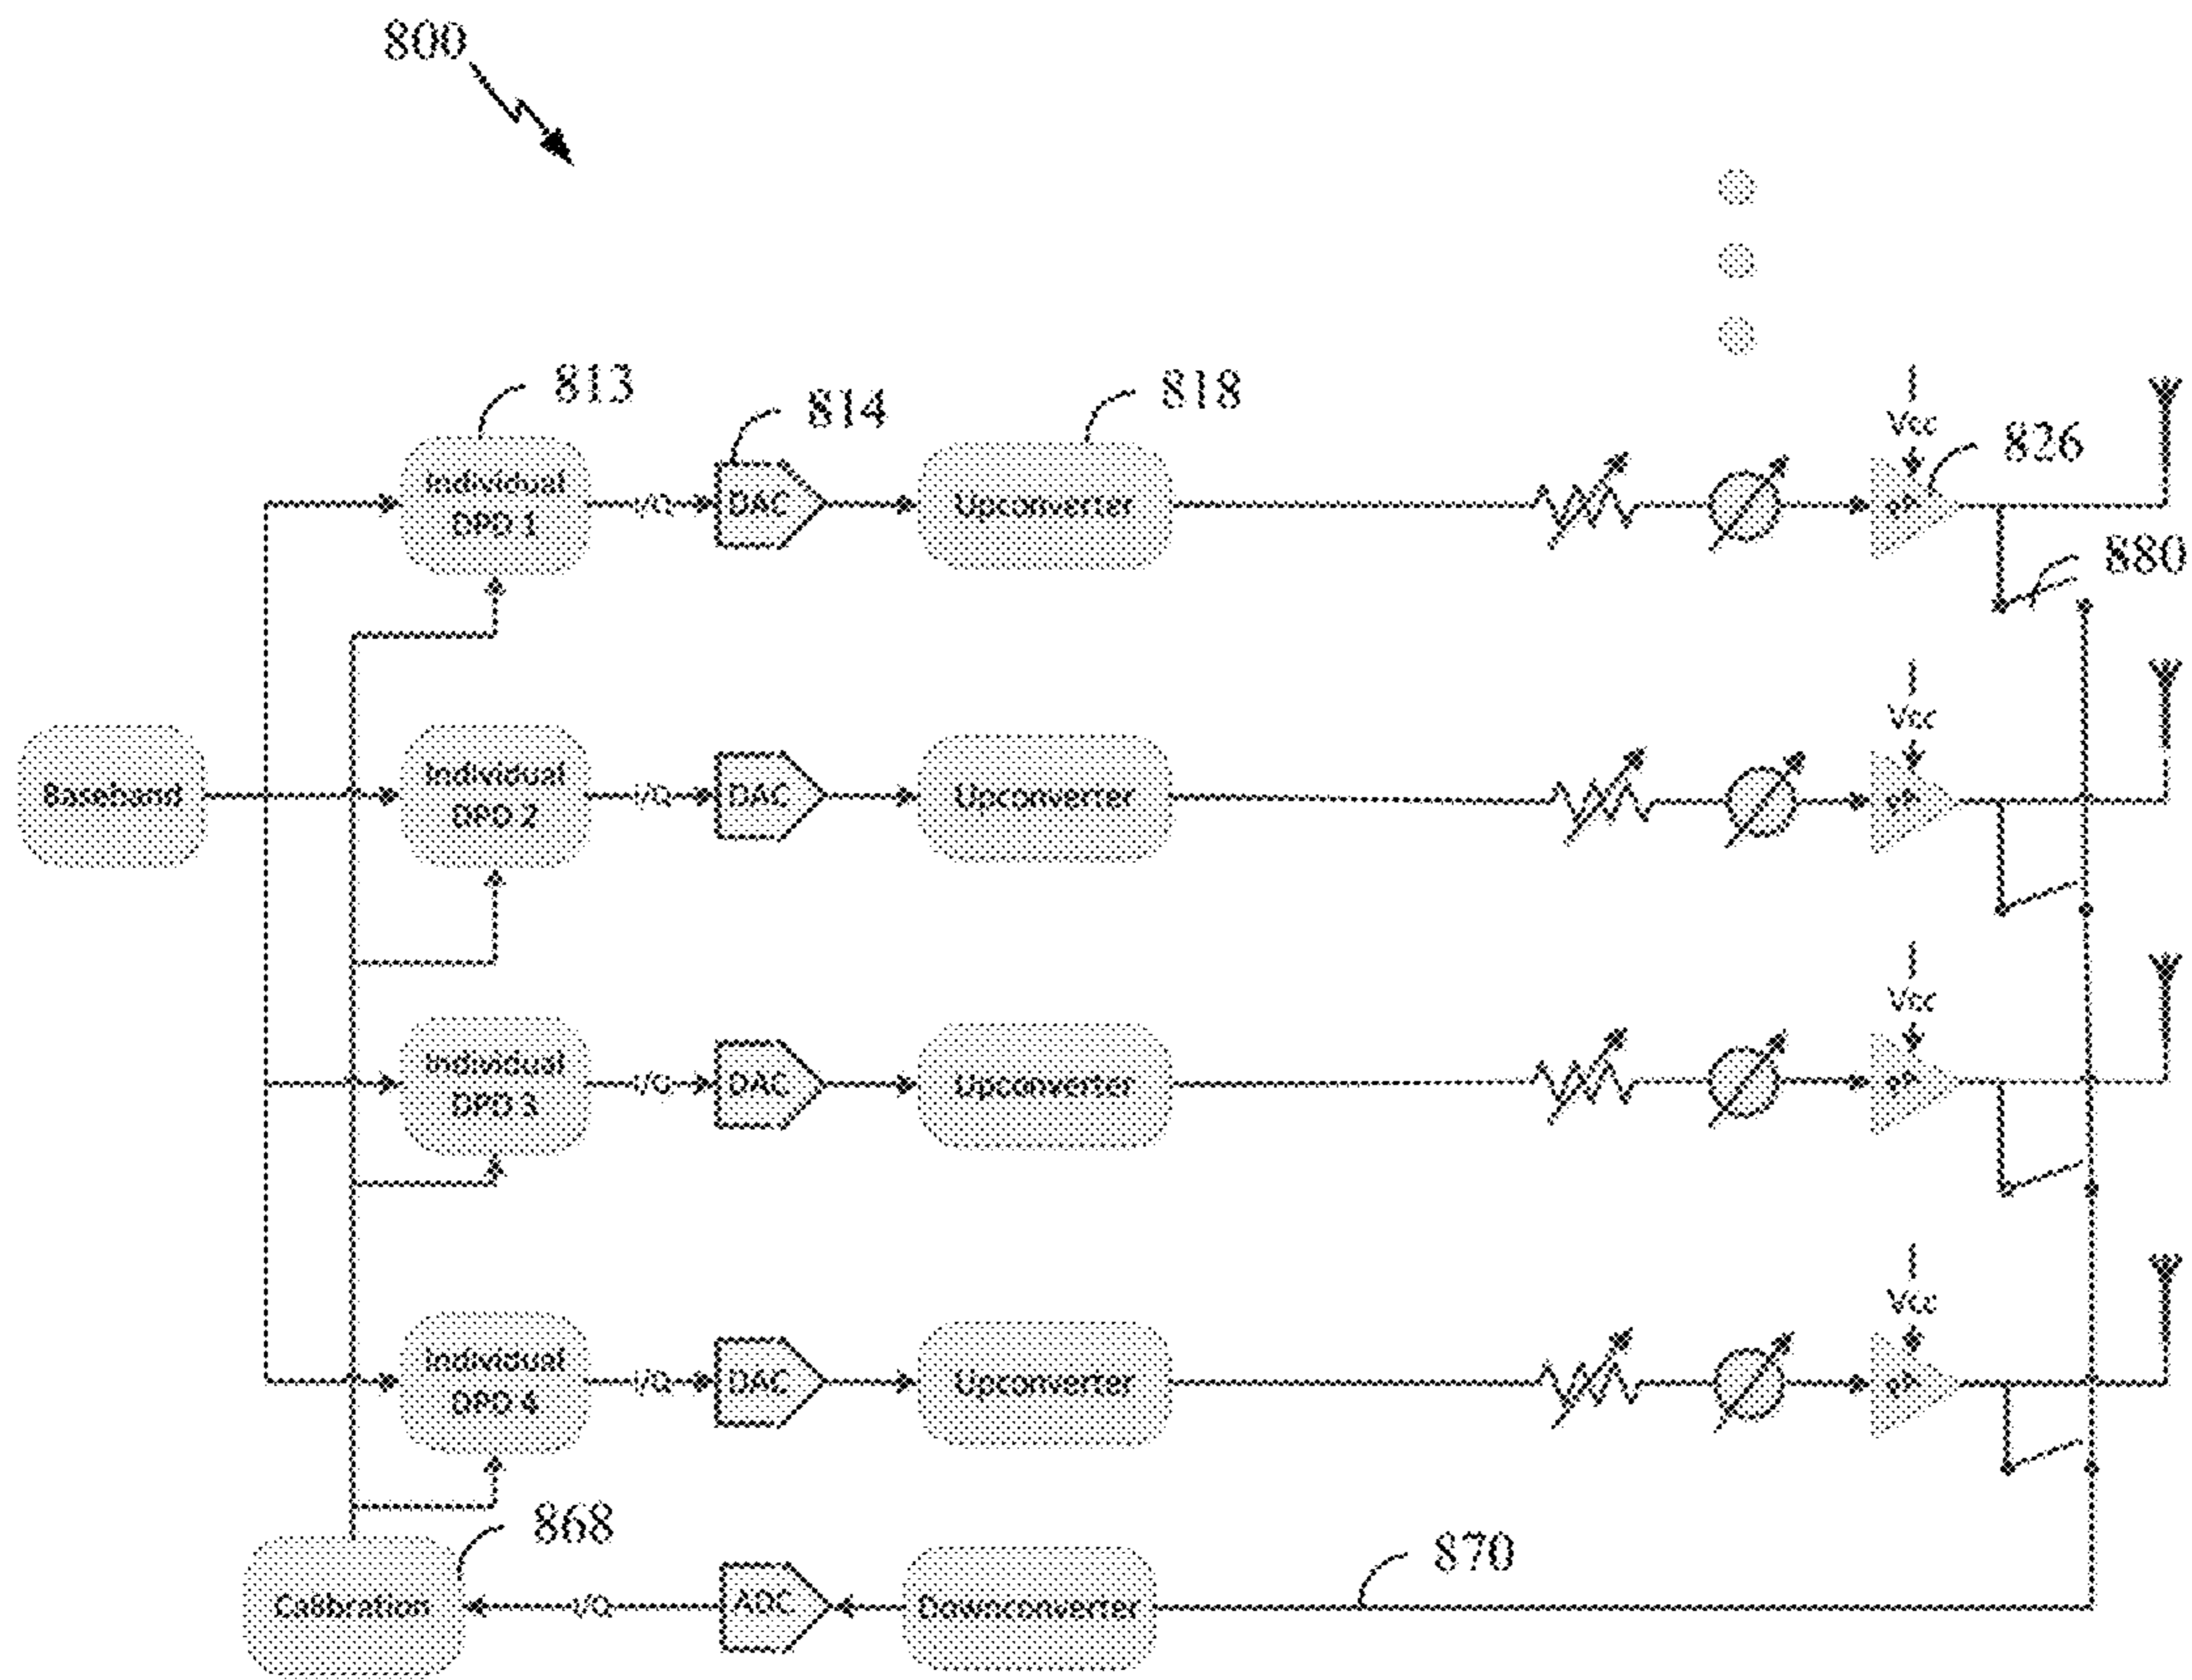 800
813
814
818
Vcc
826
Individual
DPD 1
I/Q
DAC
Upconverter
PA
880
Vcc
Baseband
Individual
DPD 2
I/Q
DAC
Upconverter
PA
Vcc
Individual
DPD 3
I/Q
DAC
Upconverter
PA
Vcc
Individual
DPD 4
I/Q
DAC
Upconverter
PA
868
870
Calibration
I/Q
ADC
Downconverter